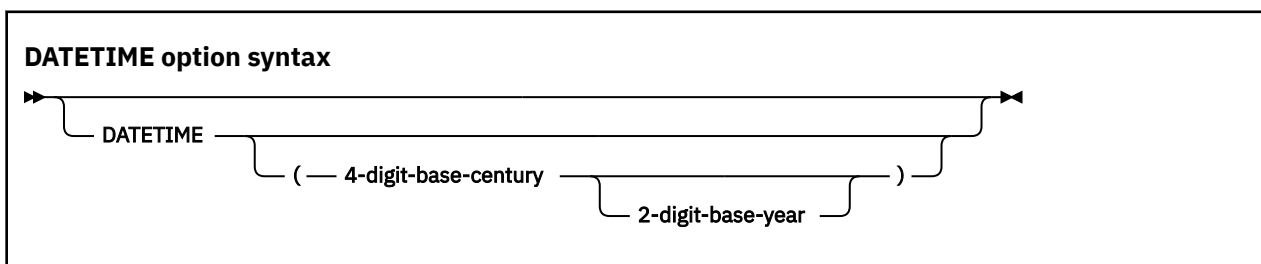 DATETIME option syntax
DATETIME
( 4-digit-base-century )
2-digit-base-year